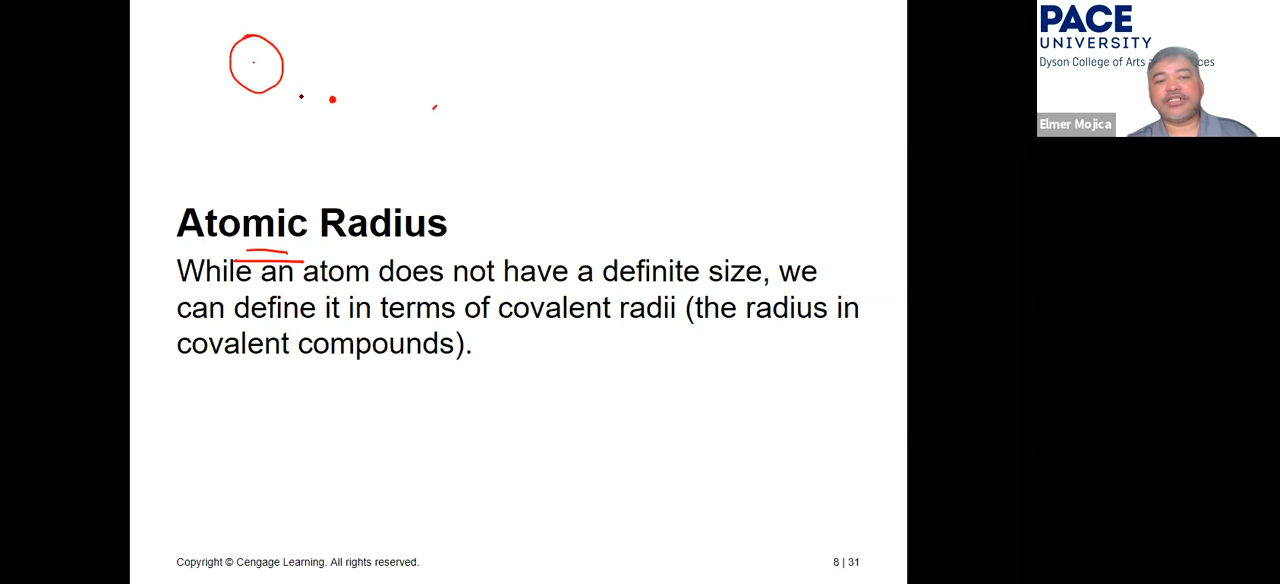 PACE
UNIVERSITY
Dyson College of Arts
Elmer Mojica
Atomic Radius
While an atom does not have a definite size, we
can define it in terms of covalent radii (the radius in
covalent compounds).
Copyright © Cengage Learning. All rights reserved.
8 | 31